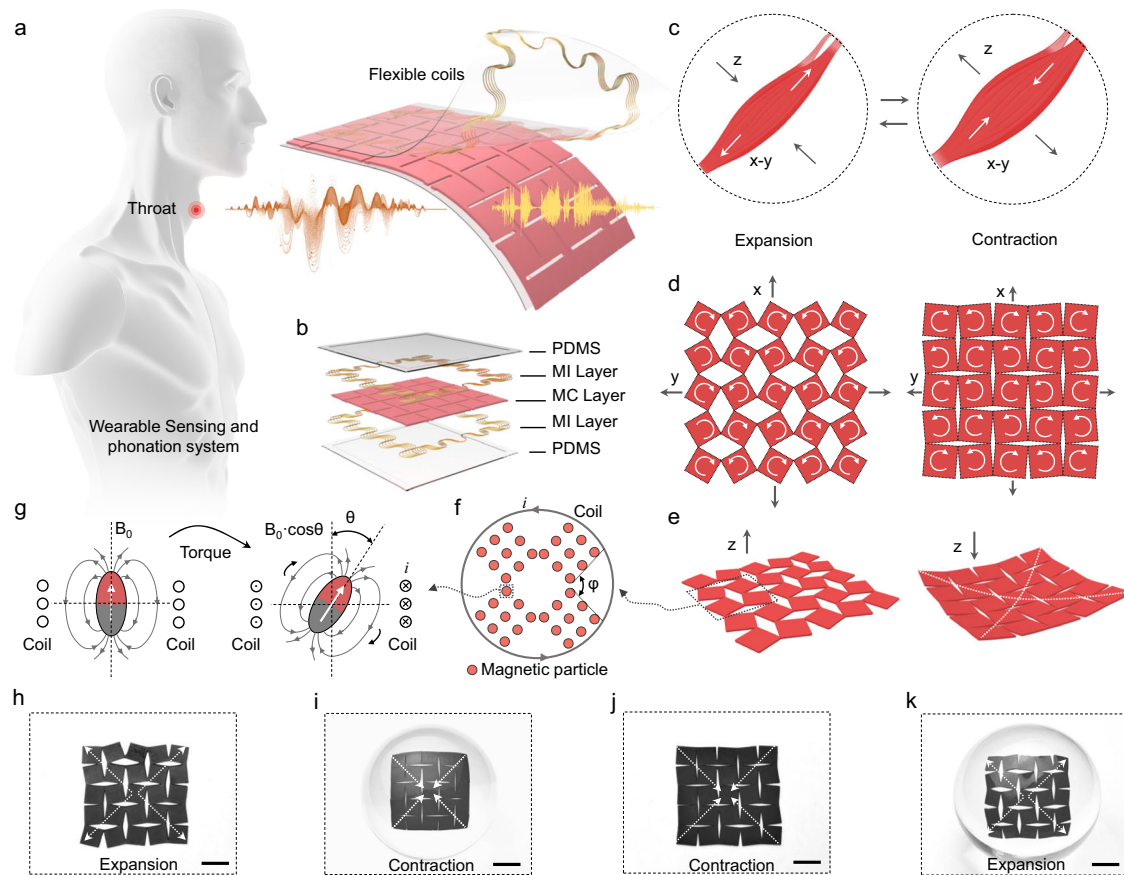 a
Flexible coils
Throat
Wearable Sensing and
phonation system
b
PDMS
MI Layer
MC Layer
MI Layer
PDMS
c
z
x-y
z
x-y
Expansion
Contraction
d
x
y
x
y
e
z
z
f
i
Coil
φ
Magnetic particle
g
B₀
Torque
B₀·cosθ
θ
i
Coil
Coil
Coil
Coil
h
Expansion
i
Contraction
j
Contraction
k
Expansion